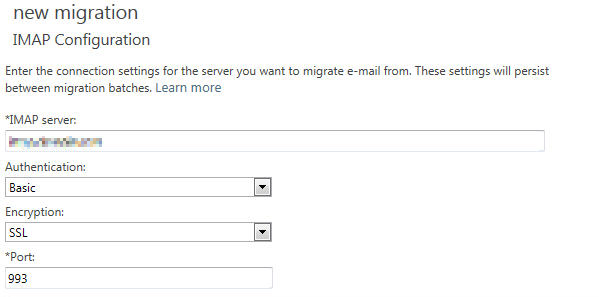 new migration
IMAP Configuration
Enter the connection settings for the server you want to migrate e-mail from. These settings will persist
between migration batches. Learn more
*IMAP server:
Authentication:
Basic
Encryption:
SSL
*Port:
993